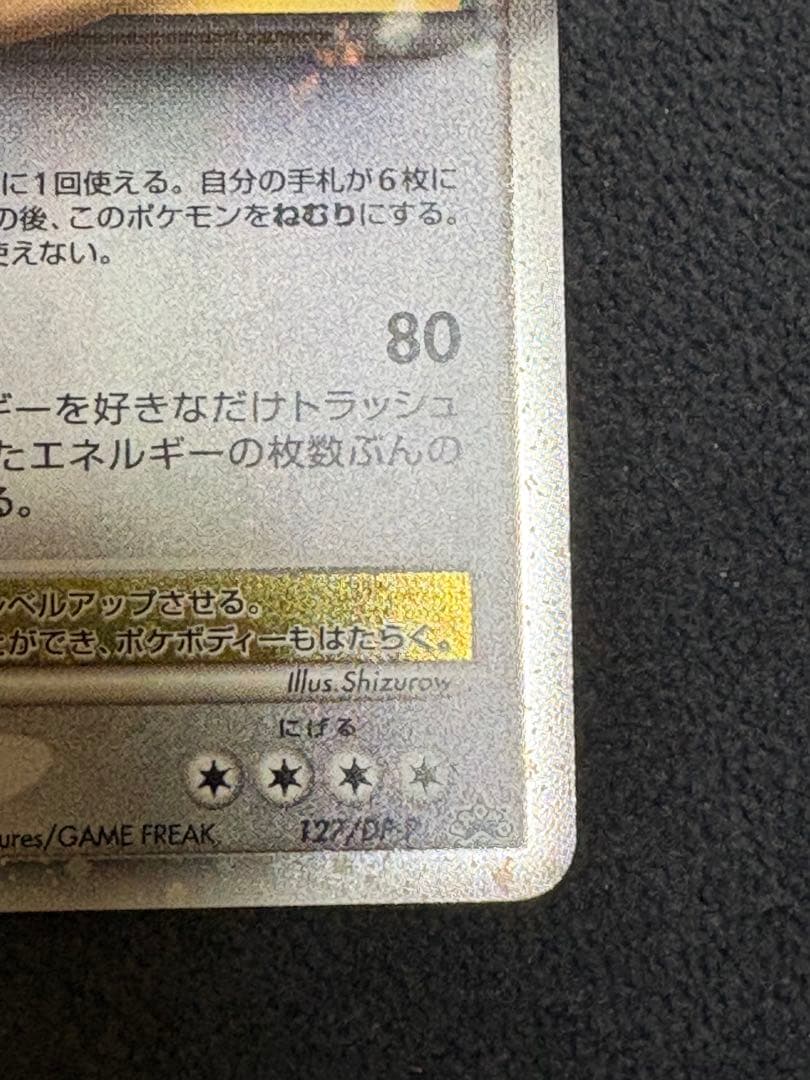 に1回使える。自分の手札が6枚に
の後、このポケモンをねむりにする。
使えない。
80
ギーを好きなだけトラッシュ
たエネルギーの枚数ぶんの
る。
レベルアップさせる。
とができ、ポケボディーもはたらく。
Illus.Shizurow
にげる
ures/GAME FREAK.
127/DP-P